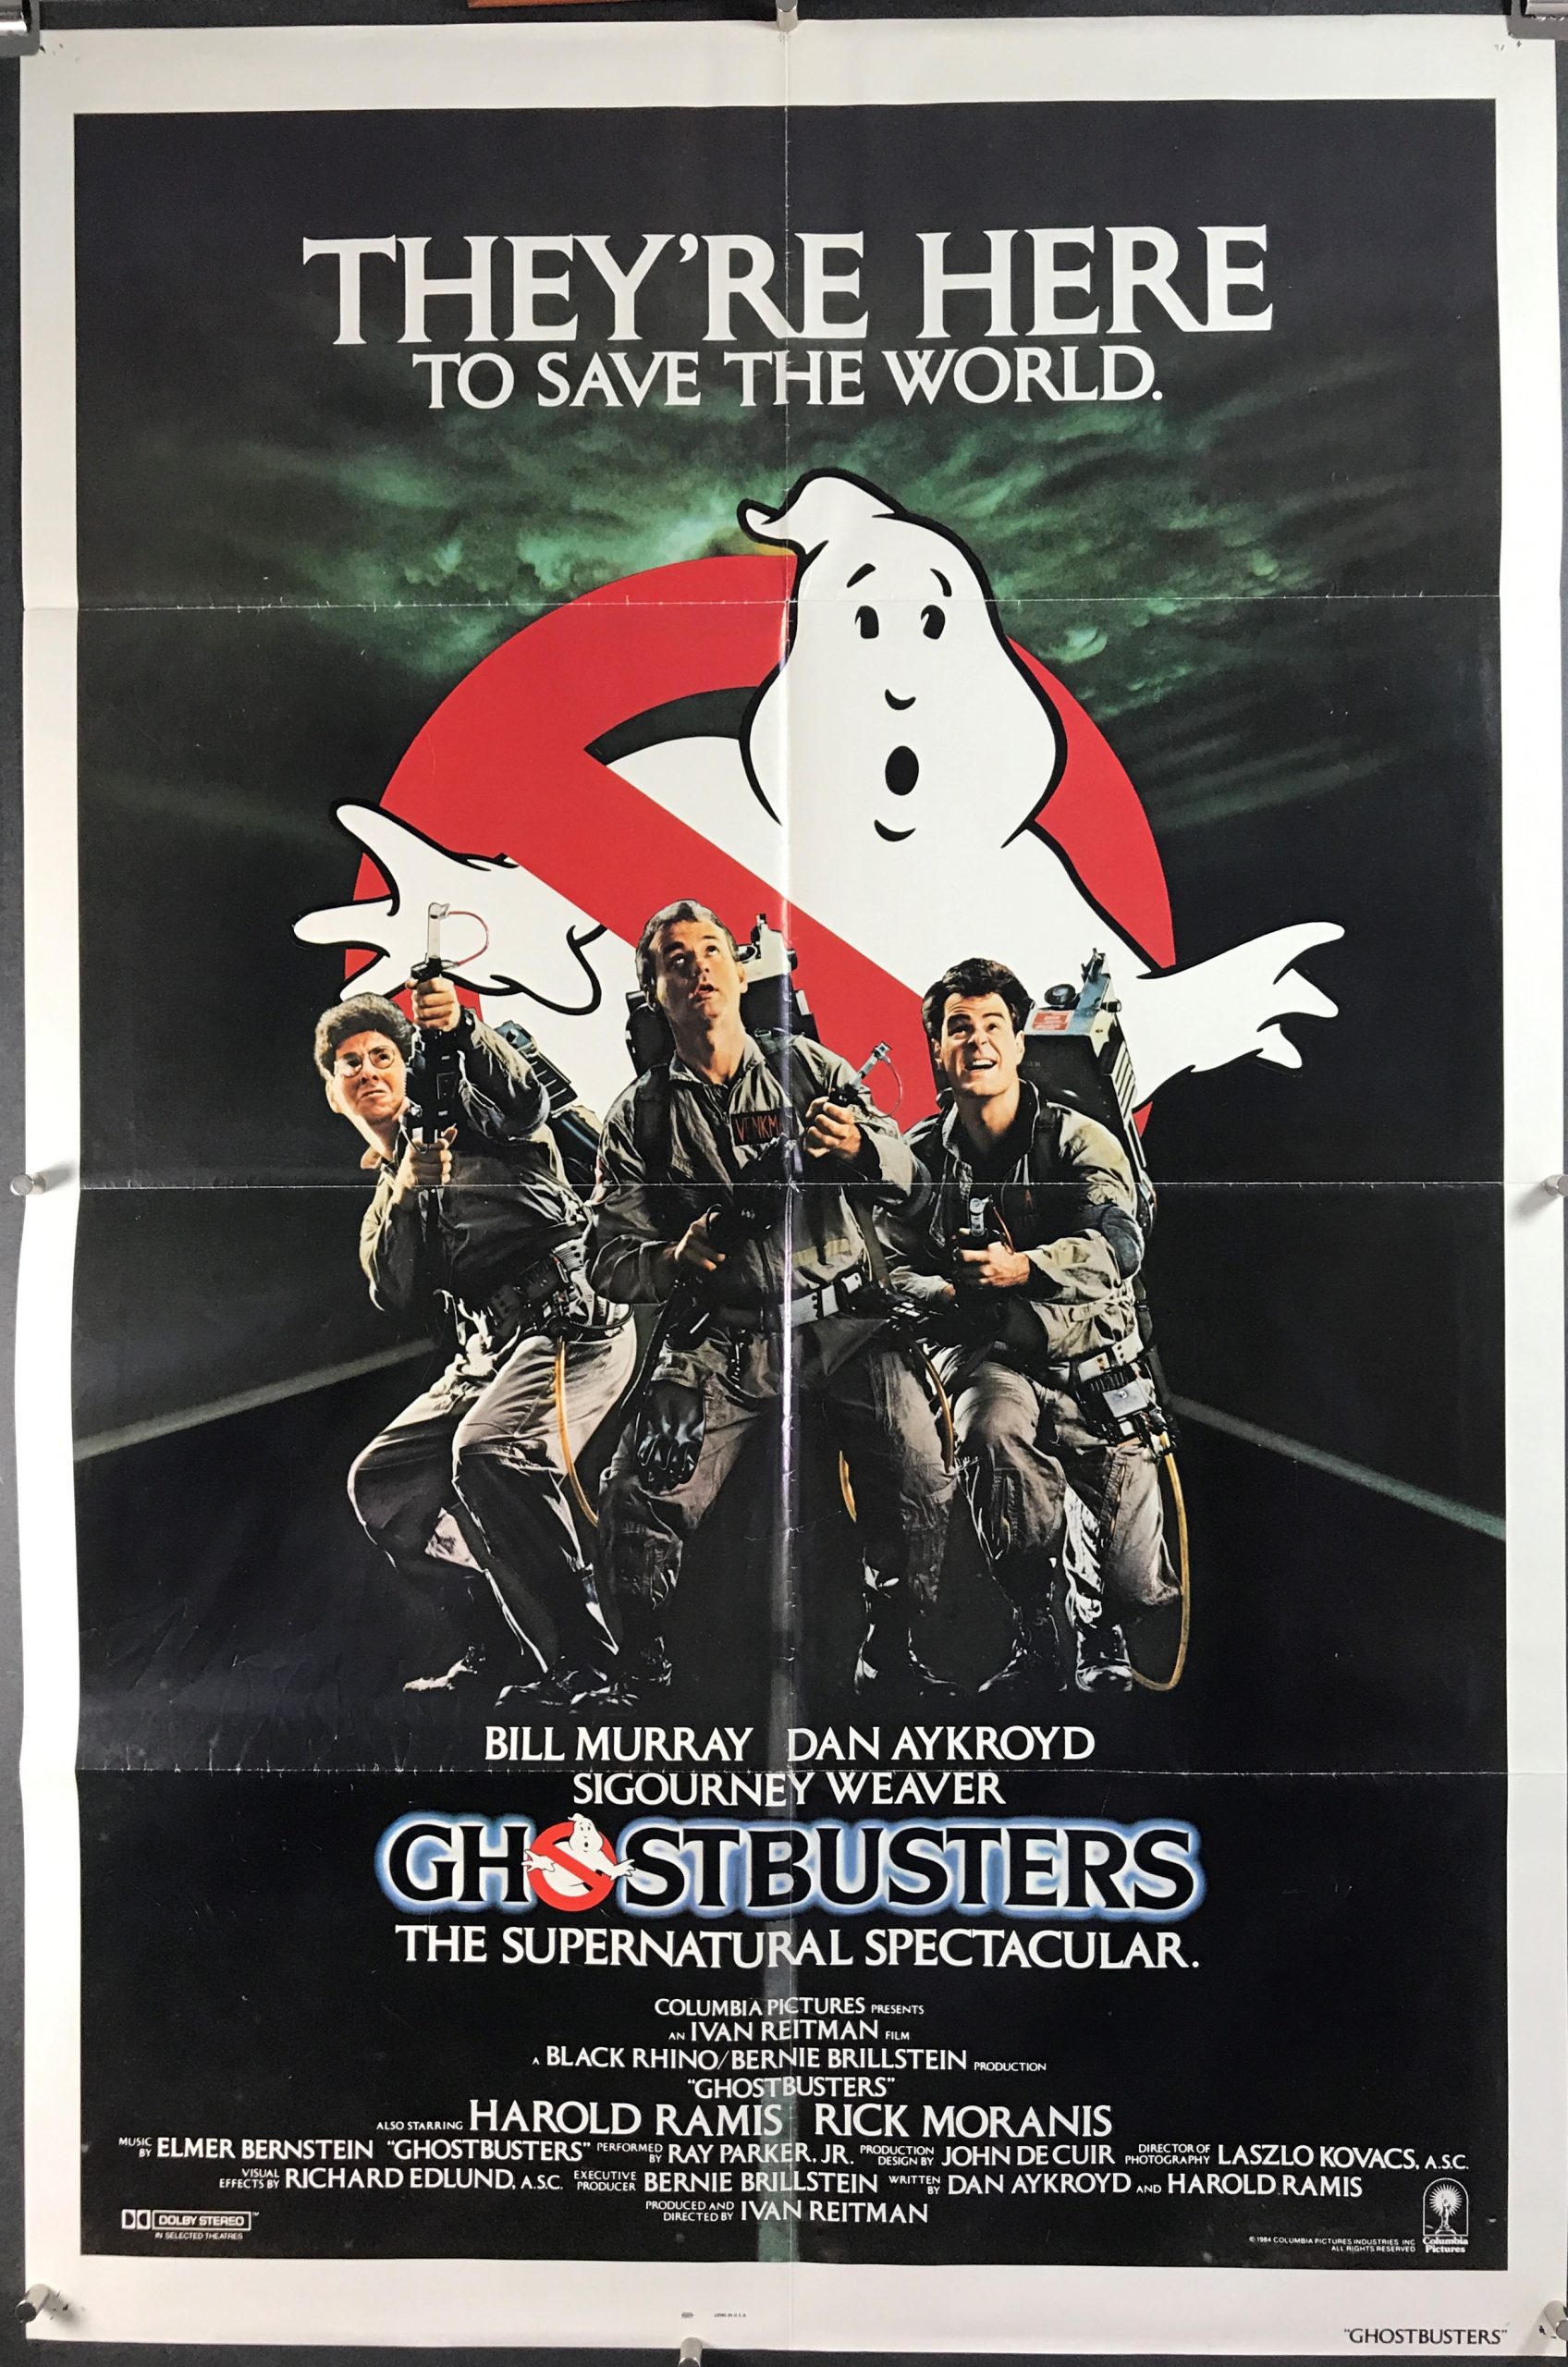 THEY'RE HERE
TO SAVE THE WORLD.
VENKM
BILL MURRAY DAN AYKROYD
SIGOURNEY WEAVER
GHOSTBUSTERS
THE SUPERNATURAL SPECTACULAR.
COLUMBIA PICTURES PRESENTS
AN IVAN REITMAN FILM
A BLACK RHINO/BERNIE BRILLSTEIN PRODUCTION
"GHOSTBUSTERS"
ALSO STARRING HAROLD RAMIS RICK MORANIS
MUSIC BY ELMER BERNSTEIN "GHOSTBUSTERS" PERFORMED BY RAY PARKER, JR. PRODUCTION DESIGN BY JOHN DE CUIR DIRECTOR OF PHOTOGRAPHY LASZLO KOVACS, A.S.C.
VISUAL EFFECTS BY RICHARD EDLUND, A.S.C. EXECUTIVE PRODUCER BERNIE BRILLSTEIN WRITTEN BY DAN AYKROYD AND HAROLD RAMIS
PRODUCED AND DIRECTED BY IVAN REITMAN
DOLBY STEREO ™
IN SELECTED THEATRES
© 1984 COLUMBIA PICTURES INDUSTRIES INC
ALL RIGHTS RESERVED
Columbia
Pictures
"GHOSTBUSTERS"